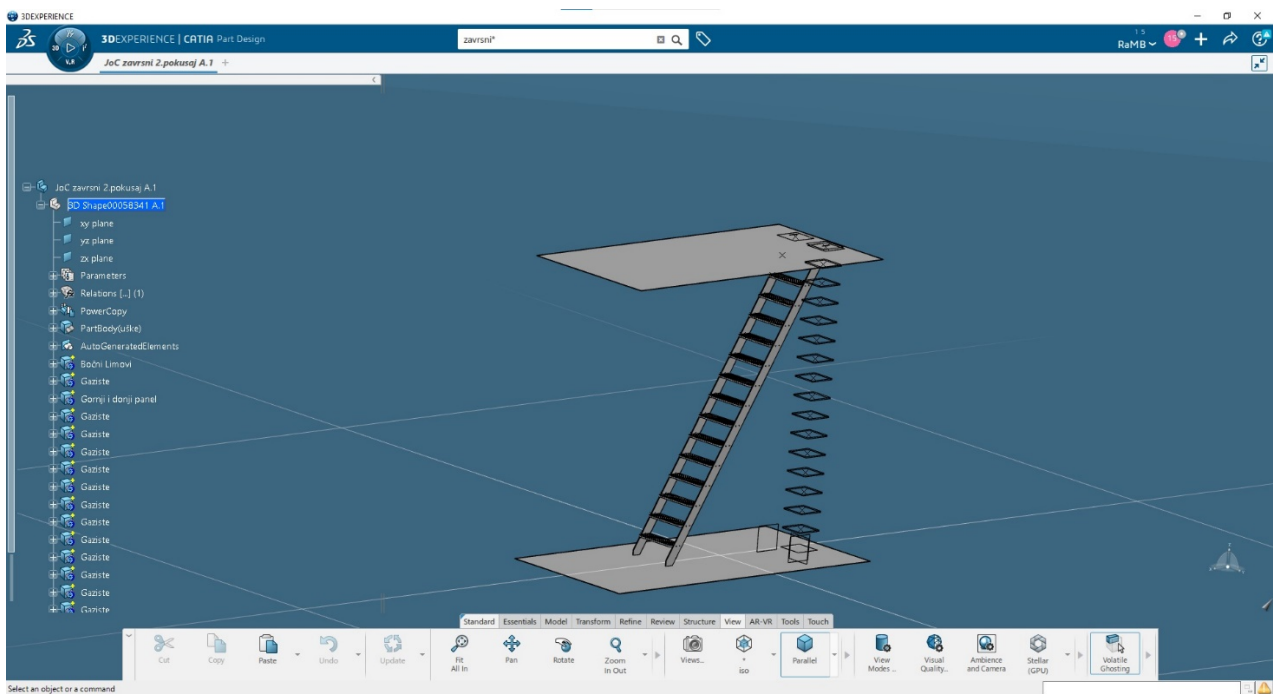 3DEXPERIENCE
3DEXPERIENCE | CATIA Part Design
zavrsni*
1 5
RaMB
15
3D
V.R
JoC zavrsni 2.pokusaj A.1 +
JoC zavrsni 2.pokusaj A.1
3D Shape00058341 A.1
xy plane
yz plane
zx plane
Parameters
Relations [..] (1)
PowerCopy
PartBody(uške)
AutoGeneratedElements
Bočni Limovi
Gaziste
Gornji i donji panel
Gaziste
Gaziste
Gaziste
Gaziste
Gaziste
Gaziste
Gaziste
Gaziste
Gaziste
Gaziste
Gaziste
Gaziste
Standard Essentials Model Transform Refine Review Structure View AR-VR Tools Touch
Cut
Copy
Paste
Undo
Update
Fit All In
Pan
Rotate
Zoom In Out
Views...
iso
Parallel
View Modes ...
Visual Quality...
Ambience and Camera
Stellar (GPU)
Volatile Ghosting
Select an object or a command